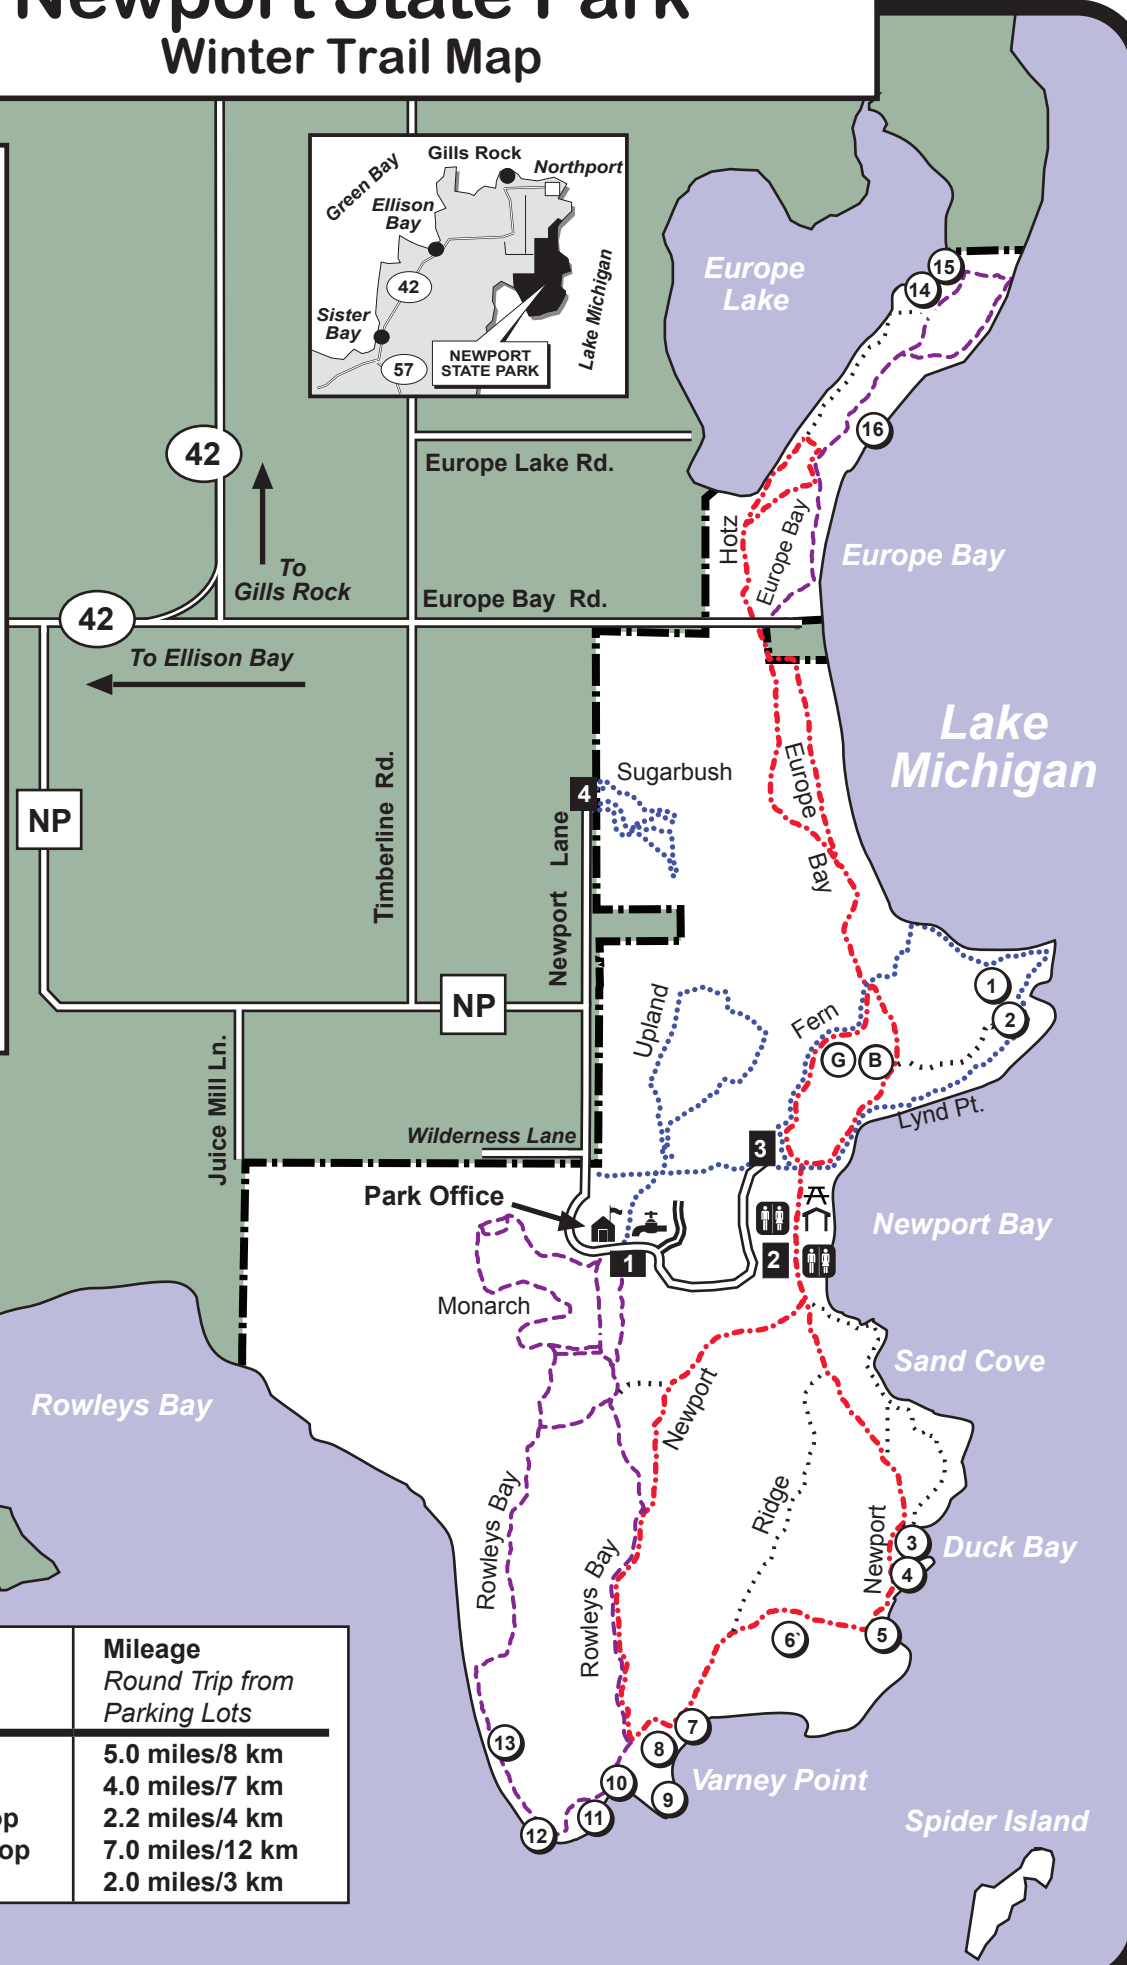 Newport State Park
Winter Trail Map
Gills Rock
Northport
Green Bay
Ellison
Bay
42
Sister
Bay
57
Lake Michigan
NEWPORT
STATE PARK
Europe
Lake
15
14
16
42
Europe Lake Rd.
To
Gills Rock
Hotz
Europe Bay
Europe Bay
Europe Bay Rd.
42
To Ellison Bay
Lake
Michigan
NP
Timberline Rd.
Newport Lane
4
Sugarbush
Europe
Bay
NP
Upland
Fern
1
2
G
B
Lynd Pt.
Juice Mill Ln.
Wilderness Lane
3
Park Office
Newport Bay
1
2
Monarch
Sand Cove
Rowleys Bay
Newport
Rowleys Bay
Ridge
Newport
3
Duck Bay
4
Rowleys Bay
5
6`
7
8
13
10
9
Varney Point
11
12
Spider Island
Mileage
Round Trip from
Parking Lots
5.0 miles/8 km
4.0 miles/7 km
op 2.2 miles/4 km
op 7.0 miles/12 km
2.0 miles/3 km